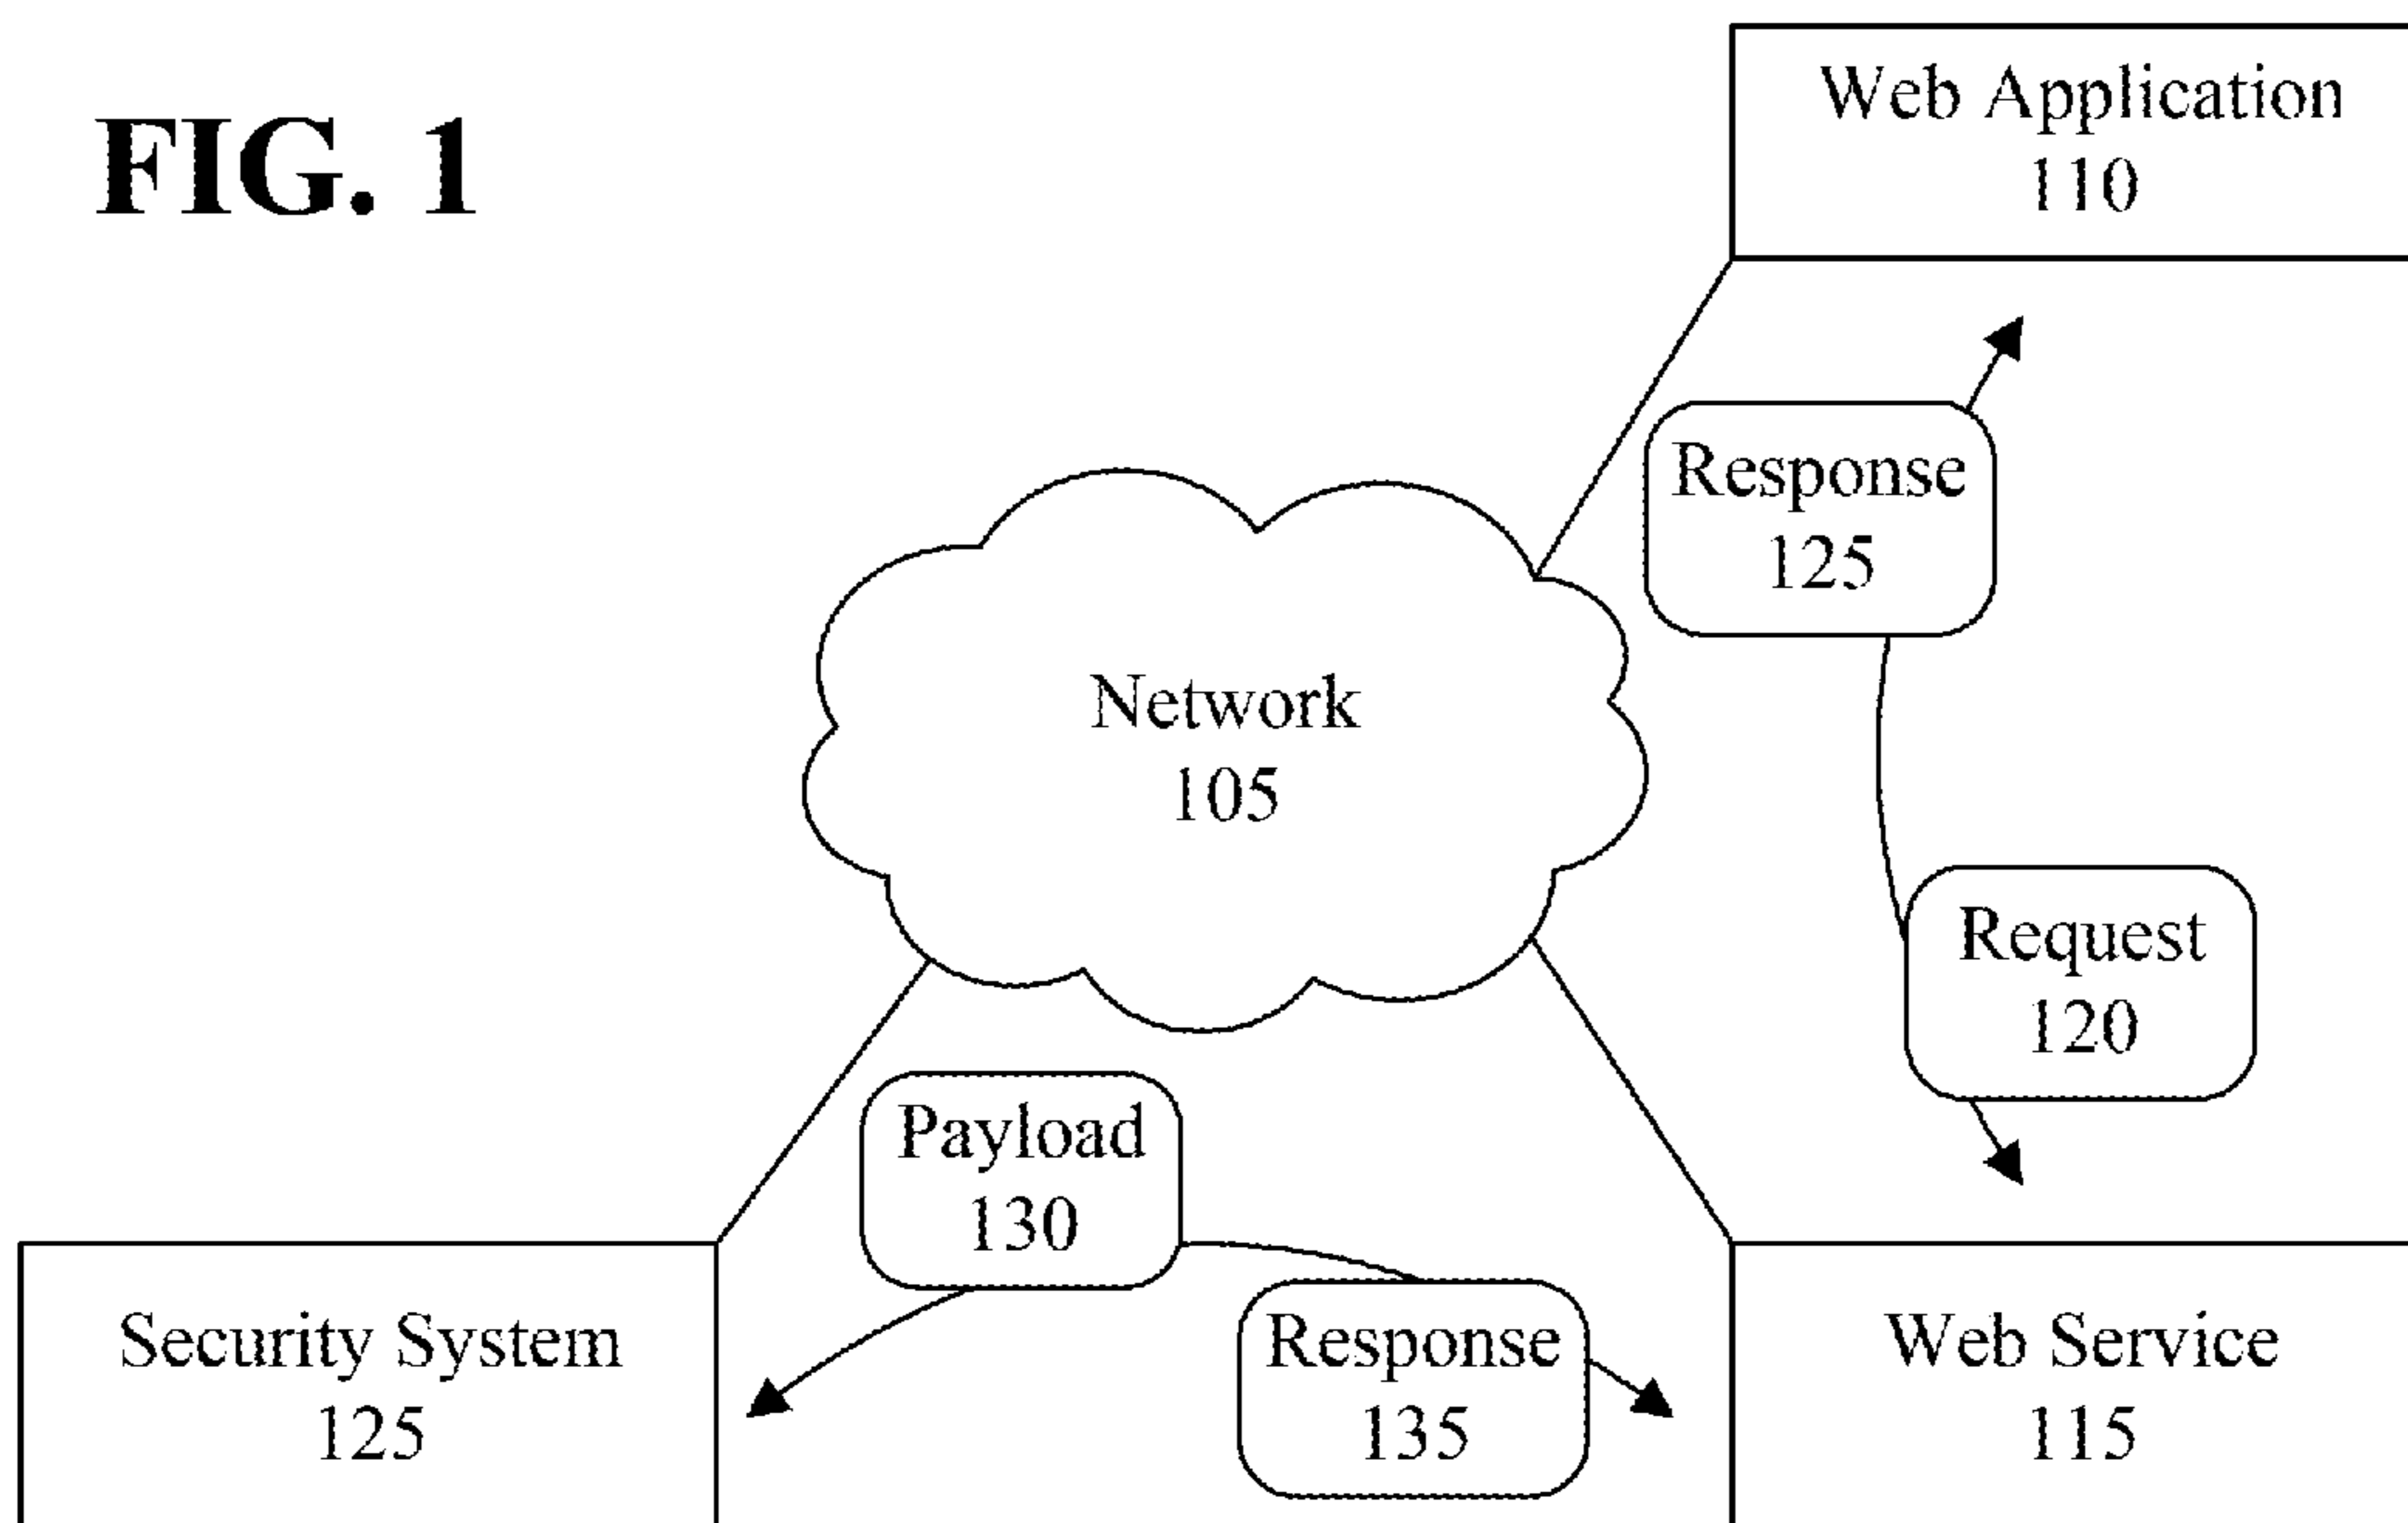 FIG. 1
Web Application
110
Response
125
Network
105
Request
120
Payload
130
Security System
125
Response
135
Web Service
115